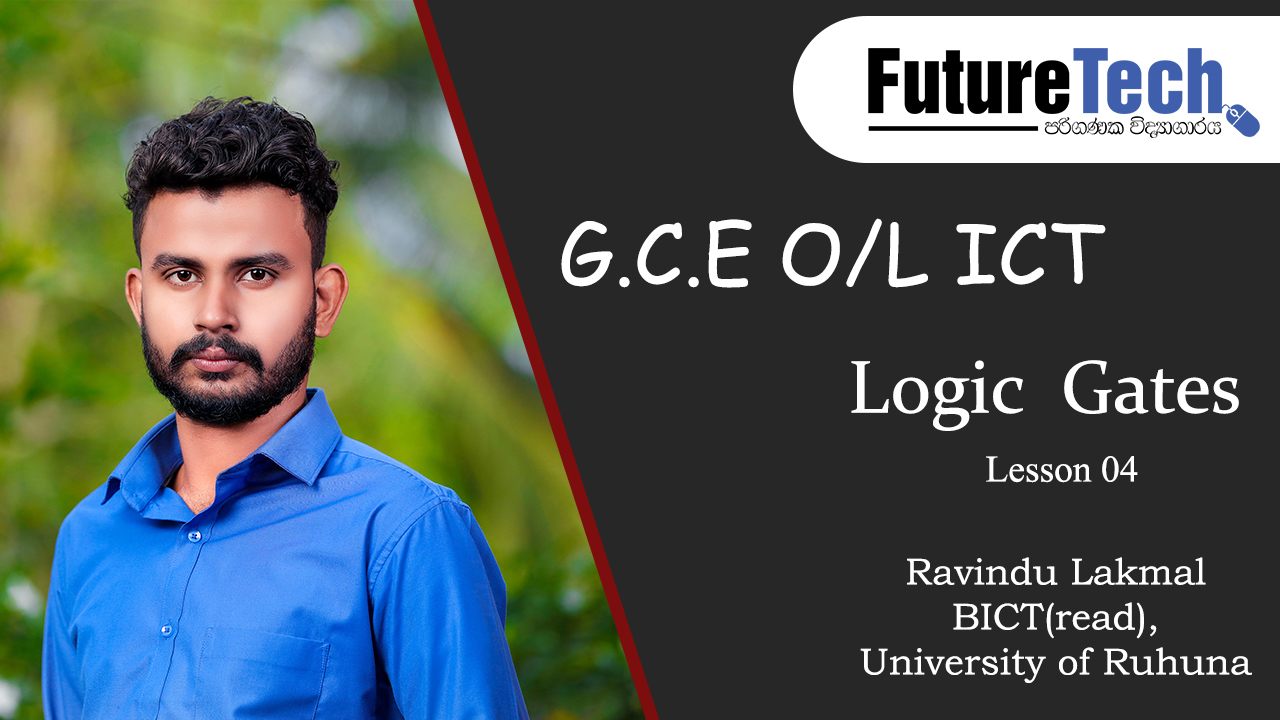 FutureTech
පරිගණක විද්‍යාගාරය
G.C.E O/L ICT
Logic Gates
Lesson 04
Ravindu Lakmal
BICT(read),
University of Ruhuna